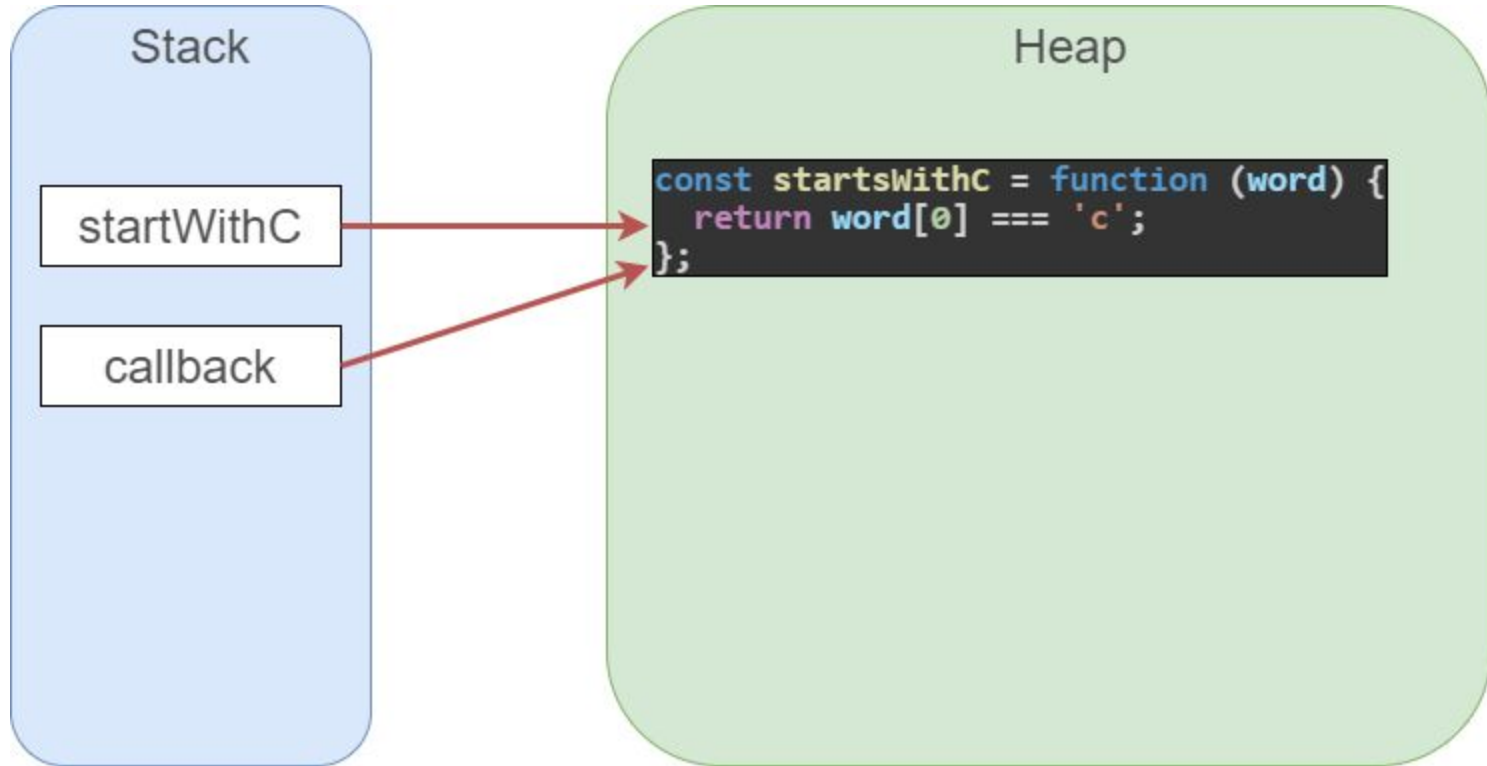 Stack
Heap
startWithC
callback
const startsWithC = function (word) {
  return word[0] === 'c';
};